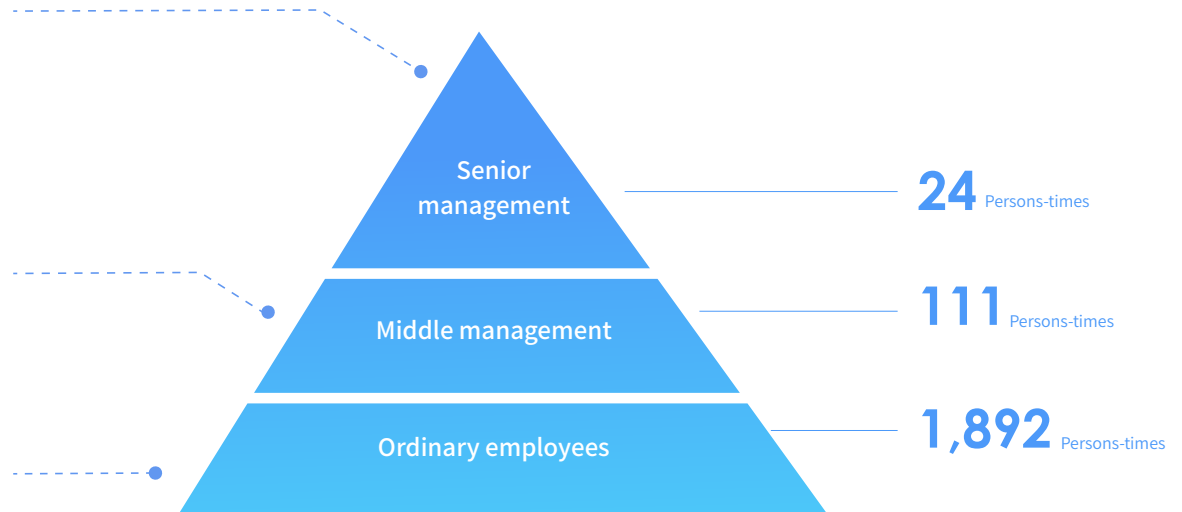 Senior
management
24 Persons-times
Middle management
111 Persons-times
Ordinary employees
1,892 Persons-times